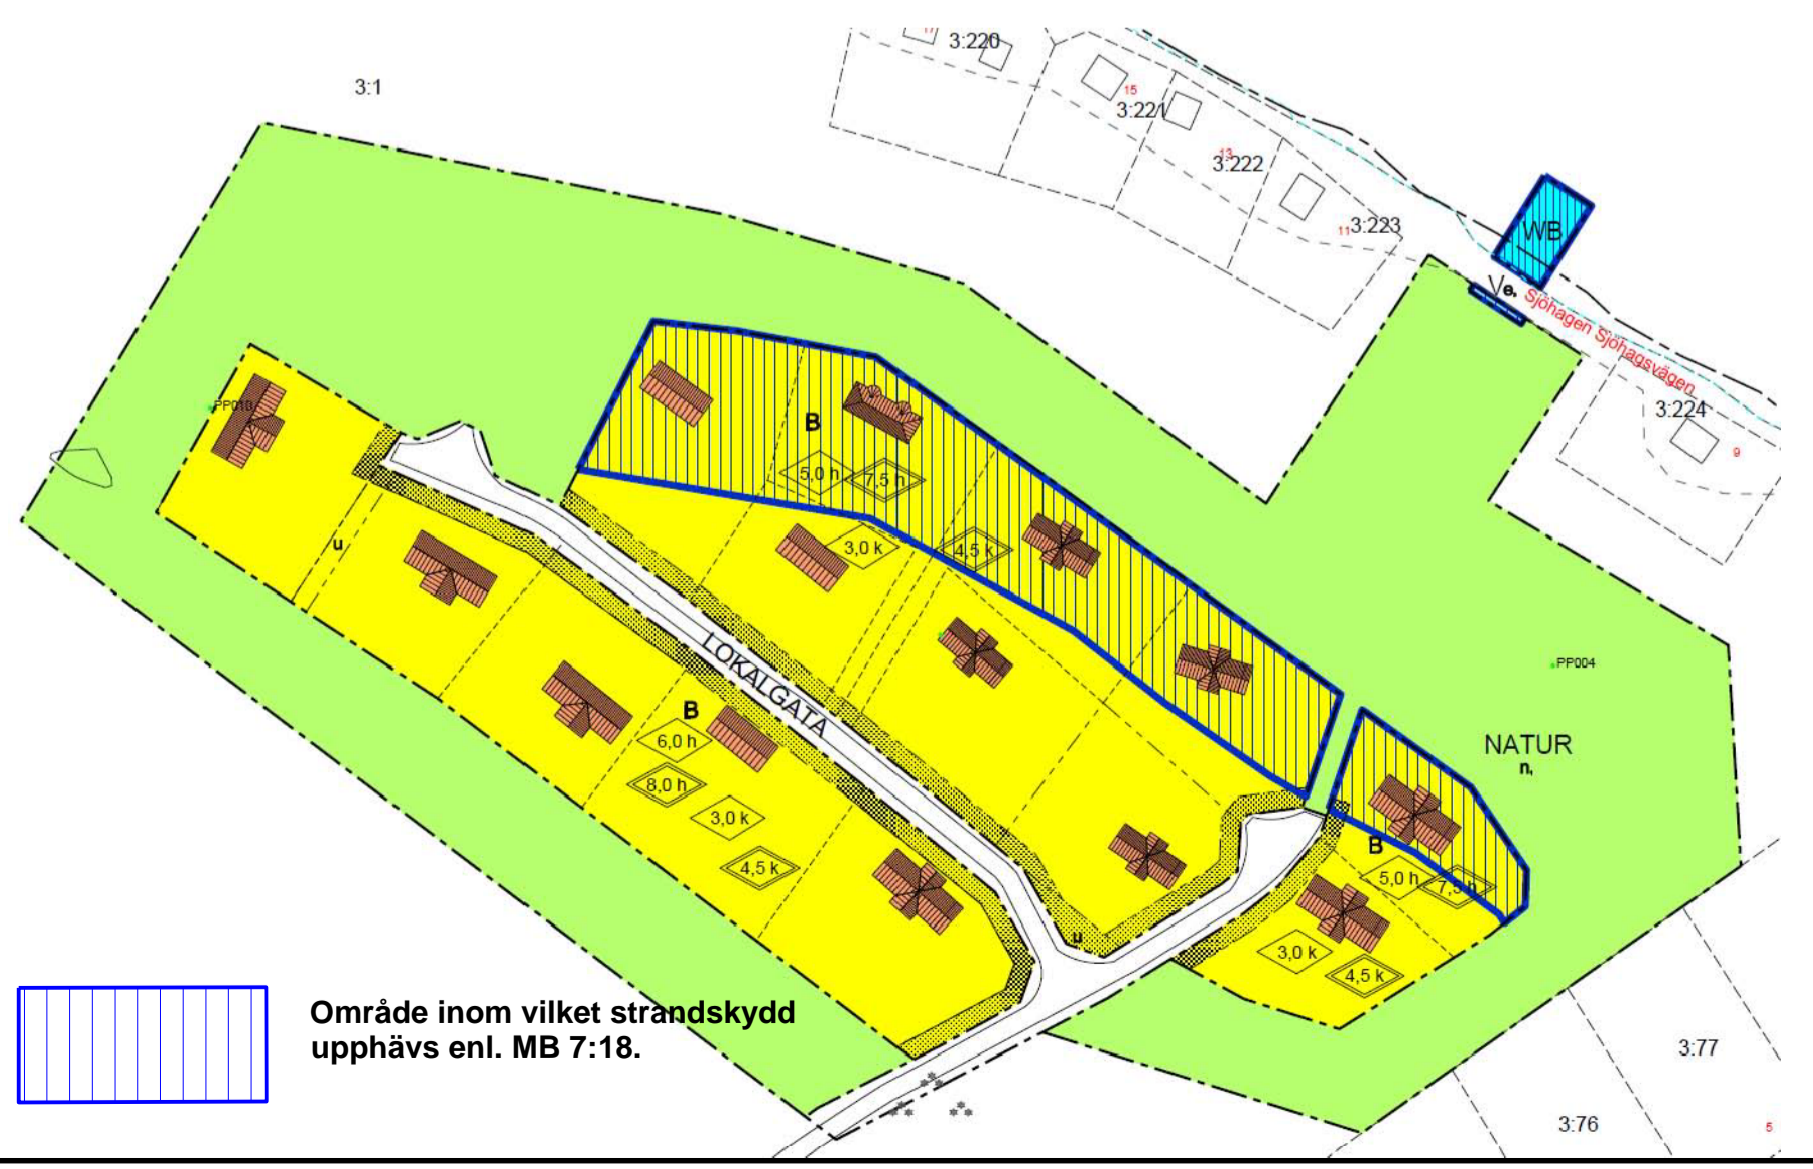 17
3:220
3:1
15
3:221
13
3:222
11
3:223
WB
Ve.
Sjöhagen Sjöhagsvägen
3:224
9
PP010
B
5,0 h
7,5 h
u
3,0 k
4,5 k
LOKALGATA
PP004
B
6,0 h
NATUR
n.
8,0 h
3,0 k
B
4,5 k
5,0 h
7,5 h
u
3,0 k
4,5 k
Område inom vilket strandskydd
upphävs enl. MB 7:18.
3:77
3:76
5